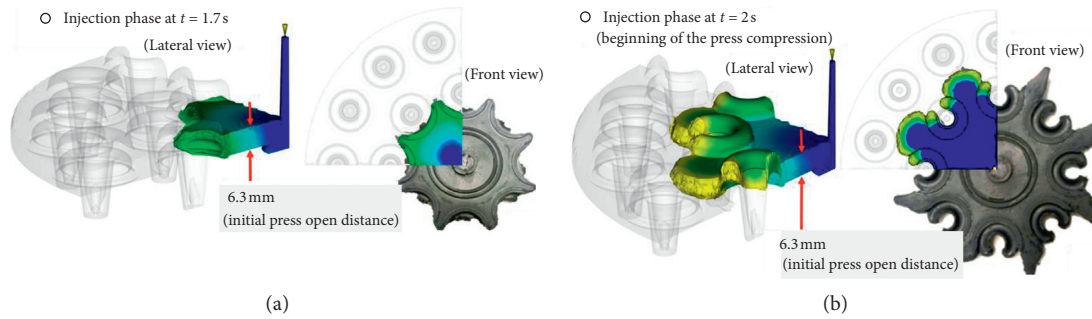 Injection phase at t = 1.7 s
(Lateral view)
(Front view)
6.3 mm
(initial press open distance)
(a)
Injection phase at t = 2 s
(beginning of the press compression)
(Front view)
(Lateral view)
6.3 mm
(initial press open distance)
(b)